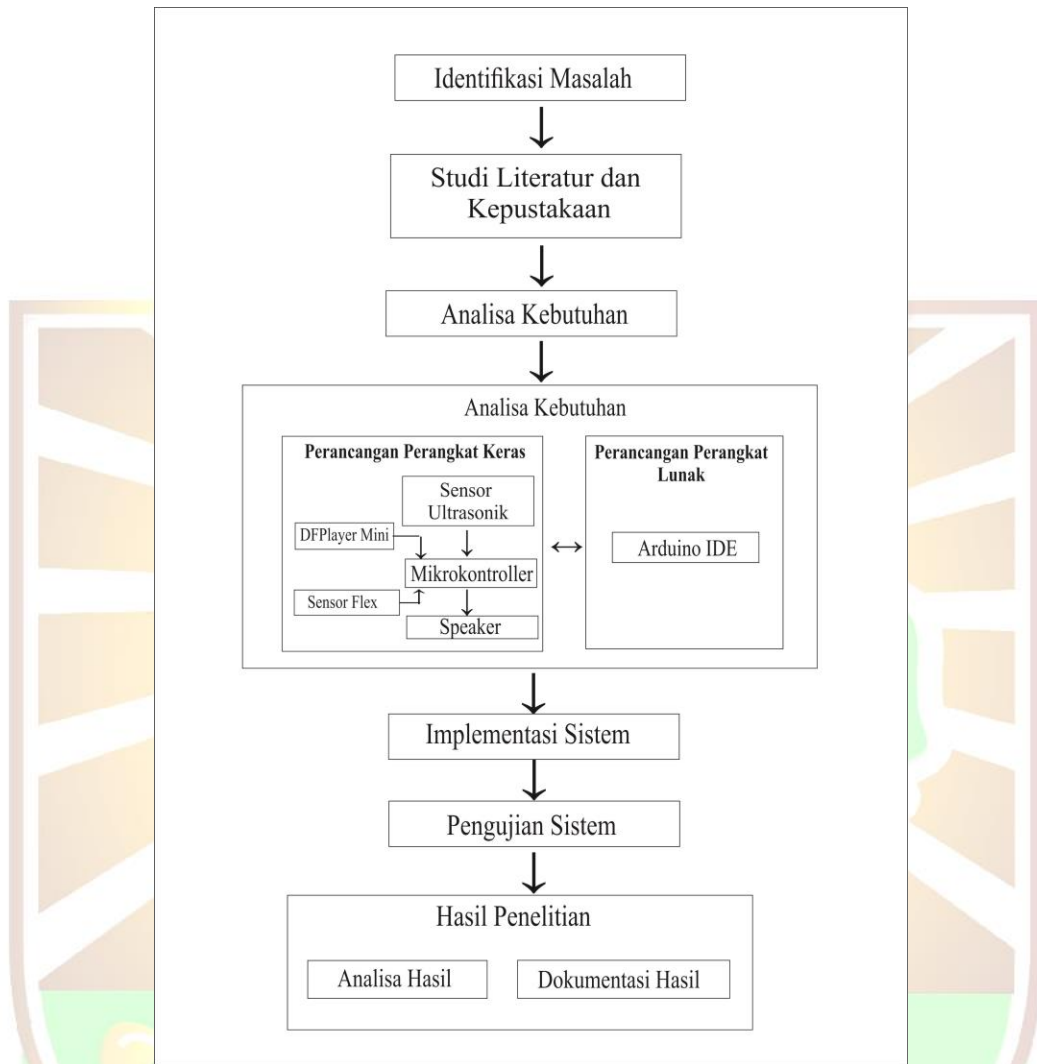 Identifikasi Masalah
Studi Literatur dan
Kepustakaan
Analisa Kebutuhan
Analisa Kebutuhan
Perancangan Perangkat Keras
Sensor
Ultrasonik
DFPlayer Mini
Mikrokontroller
Sensor Flex
Speaker
Perancangan Perangkat
Lunak
Arduino IDE
Implementasi Sistem
Pengujian Sistem
Hasil Penelitian
Analisa Hasil
Dokumentasi Hasil